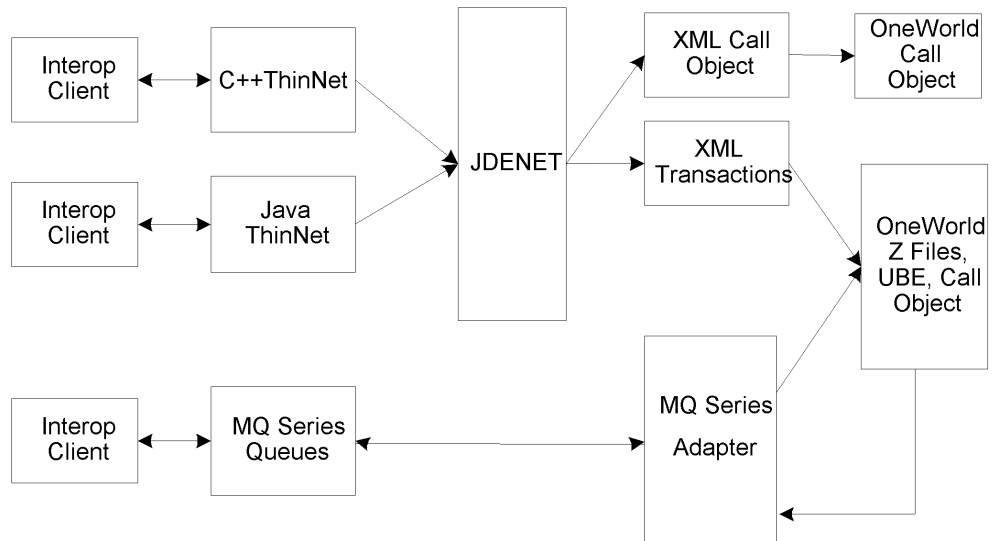 Interop
Client
C++ThinNet
Interop
Client
Java
ThinNet
JDENET
XML Call
Object
OneWorld
Call
Object
XML
Transactions
OneWorld
Z Files,
UBE, Call
Object
Interop
Client
MQ Series
Queues
MQ Series
Adapter